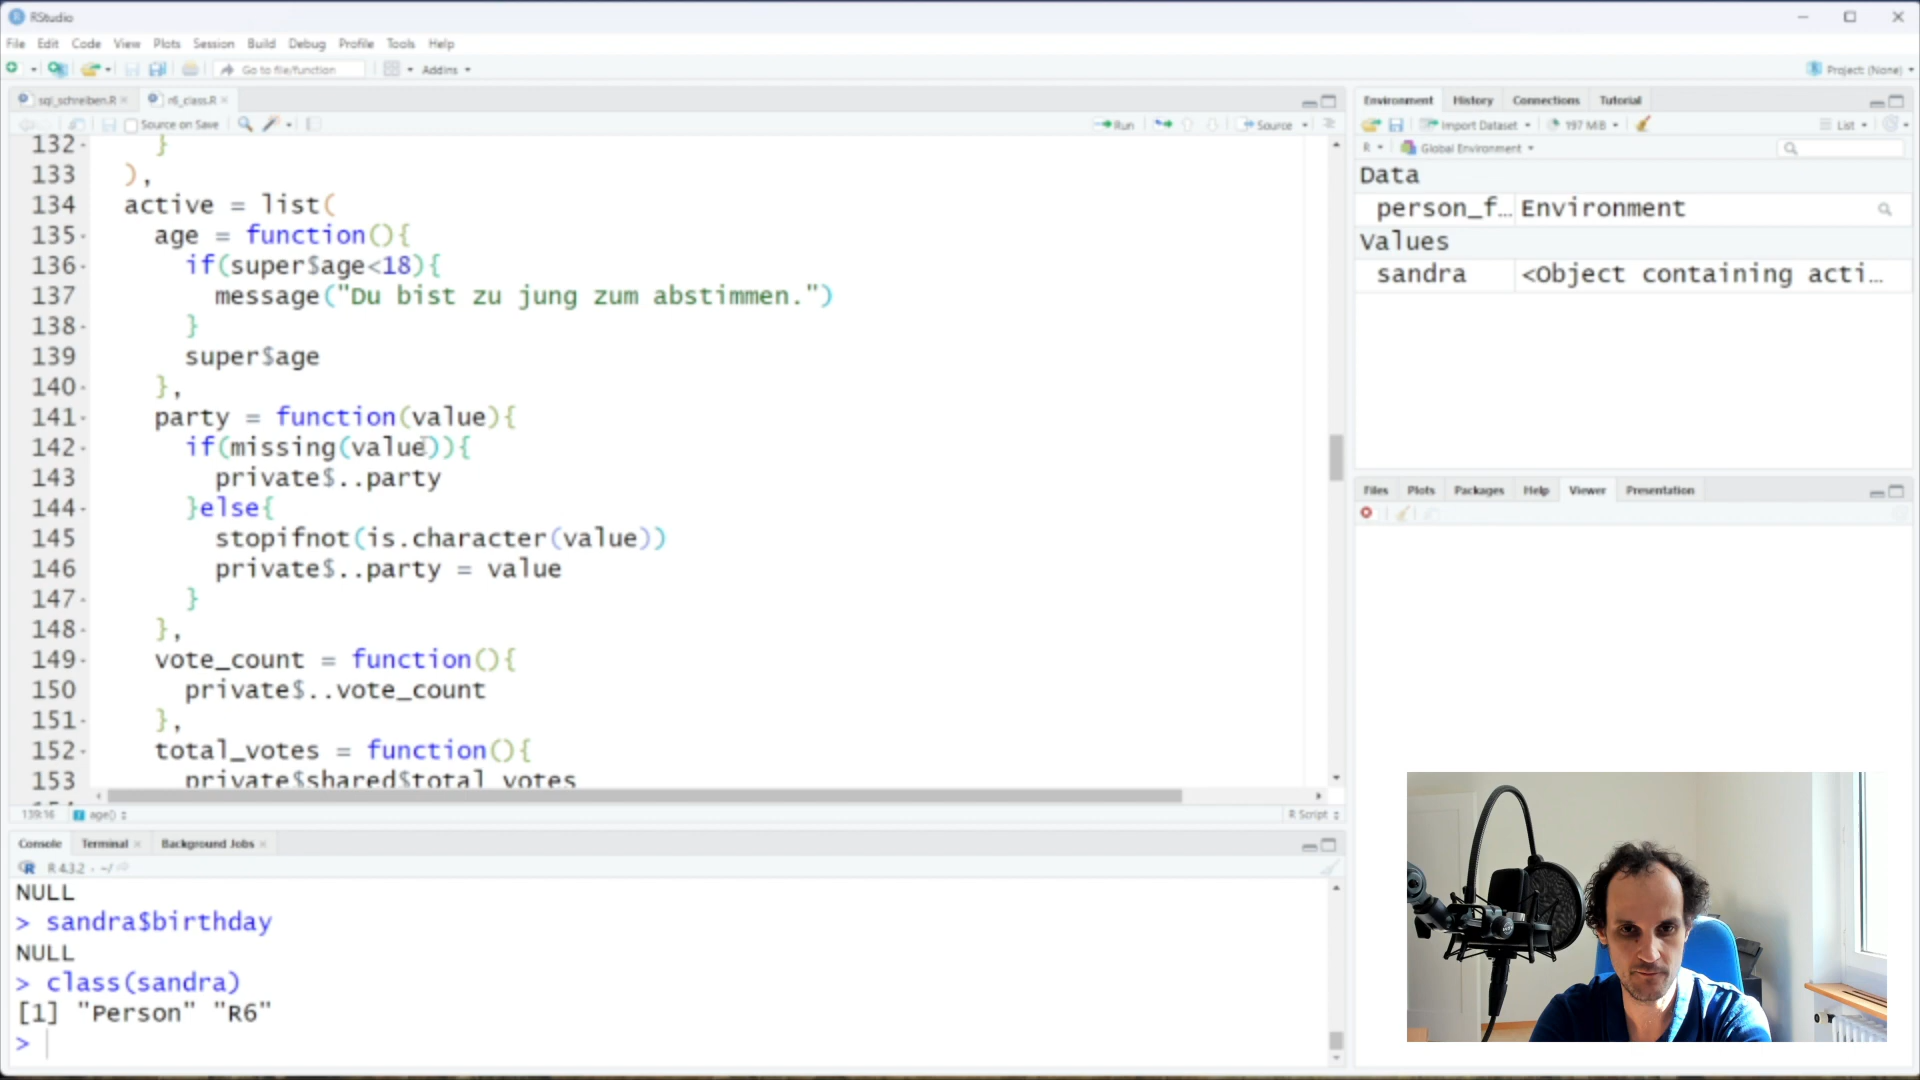 RStudio
File Edit Code View Plots Session Build Debug Profile Tools Help
Go to file/function Addins
Project: (None)
sql_schreiben.R r6_class.R
Source on Save Run Source
132 }
133 ),
134 active = list(
135 age = function(){
136 if(super$age<18){
137 message("Du bist zu jung zum abstimmen.")
138 }
139 super$age
140 },
141 party = function(value){
142 if(missing(value)){
143 private$..party
144 }else{
145 stopifnot(is.character(value))
146 private$..party = value
147 }
148 },
149 vote_count = function(){
150 private$..vote_count
151 },
152 total_votes = function(){
153 private$shared$total_votes
139:16 age() R Script
Console Terminal Background Jobs
R 4.3.2 · ~/
NULL
> sandra$birthday
NULL
> class(sandra)
[1] "Person" "R6"
>
Environment History Connections Tutorial
Import Dataset 197 MiB List
R Global Environment
Data
person_f… Environment
Values
sandra <Object containing acti…
Files Plots Packages Help Viewer Presentation